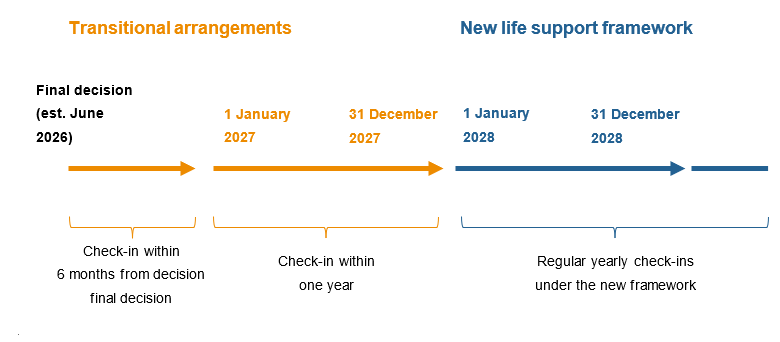 Transitional arrangements
New life support framework
Final decision
(est. June
2026)
1 January
2027
31 December
2027
1 January
2028
31 December
2028
Check-in within
6 months from decision
final decision
Check-in within
one year
Regular yearly check-ins
under the new framework
.